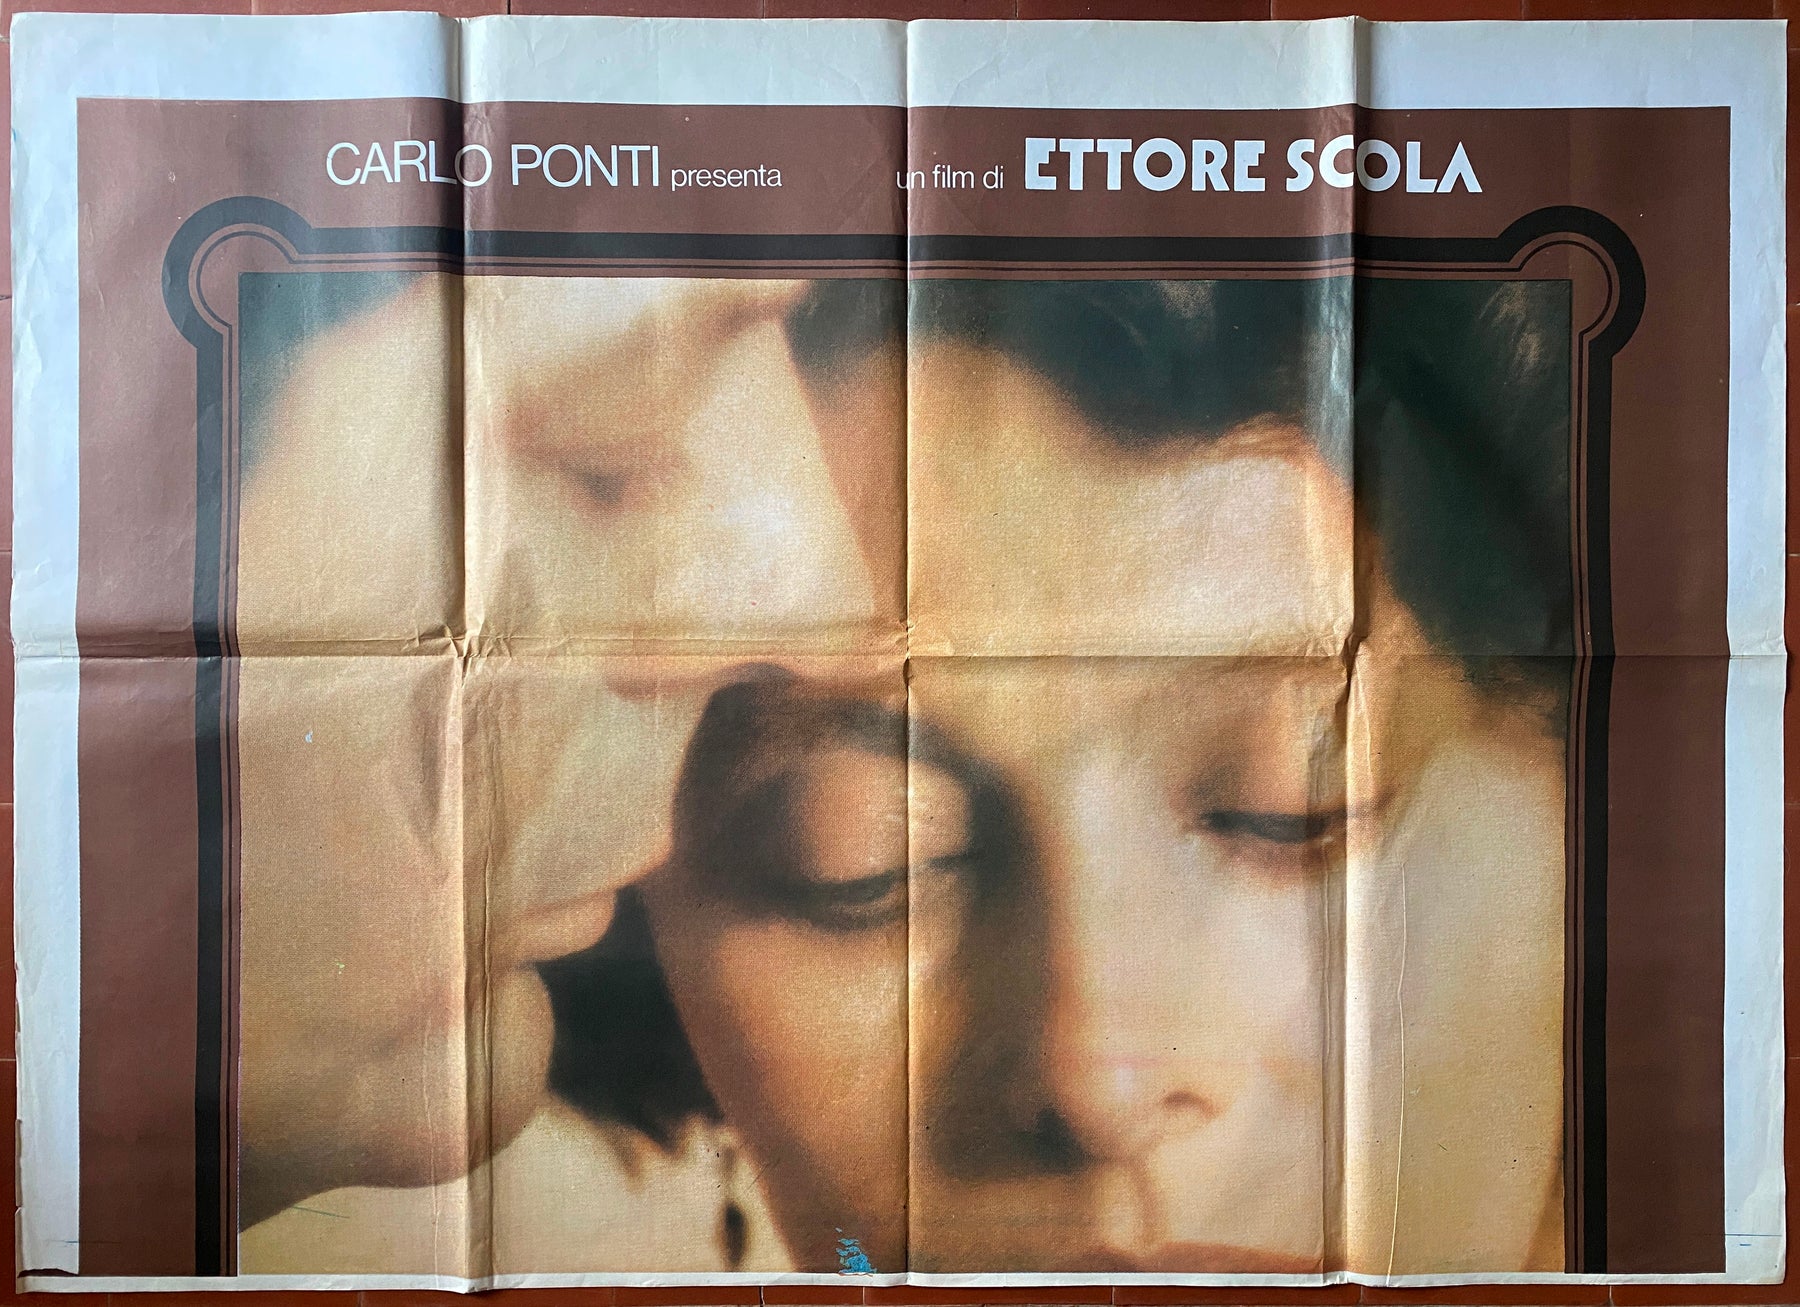 CARLO PONTI presenta
un film di ETTORE SCOLA